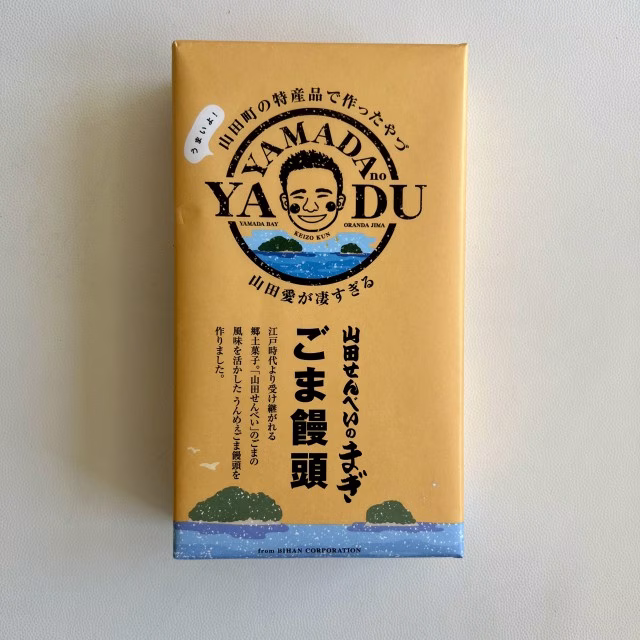 うまいよ!
山田町の特産品で作ったやつ
YAMADA
no
YA DU
YAMADA BAY
KEIZO KUN
ORANDA JIMA
山田愛が凄すぎる
山田せんべいのまぎ
ごま饅頭
江戸時代より受け継がれる
郷土菓子。「山田せんべい」のごまの
風味を活かした うんめぇごま饅頭を
作りました。
from BIHAN CORPORATION